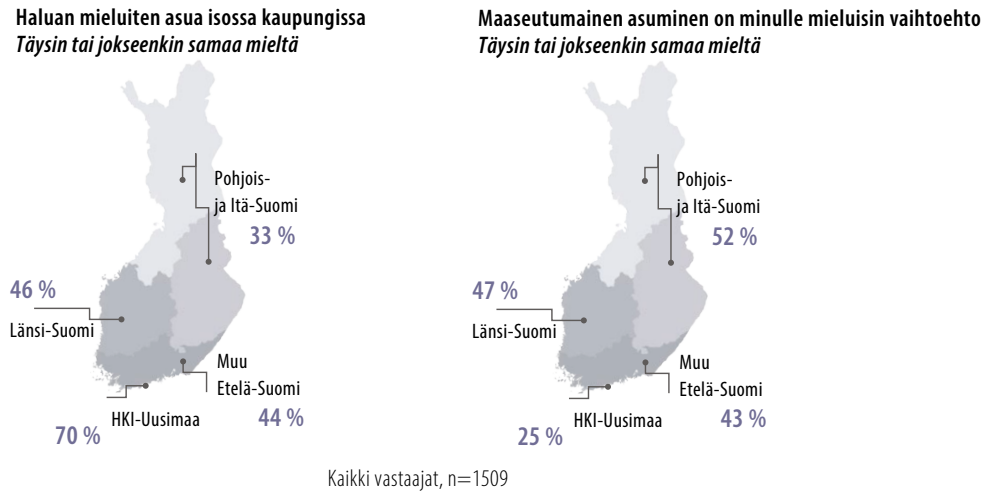 Haluan mieluiten asua isossa kaupungissa
Täysin tai jokseenkin samaa mieltä
Pohjois-
ja Itä-Suomi
33 %
46 %
Länsi-Suomi
Muu
Etelä-Suomi
44 %
HKI-Uusimaa
70 %
Maaseutumainen asuminen on minulle mieluisin vaihtoehto
Täysin tai jokseenkin samaa mieltä
Pohjois-
ja Itä-Suomi
52 %
47 %
Länsi-Suomi
Muu
Etelä-Suomi
43 %
HKI-Uusimaa
25 %
Kaikki vastaajat, n=1509